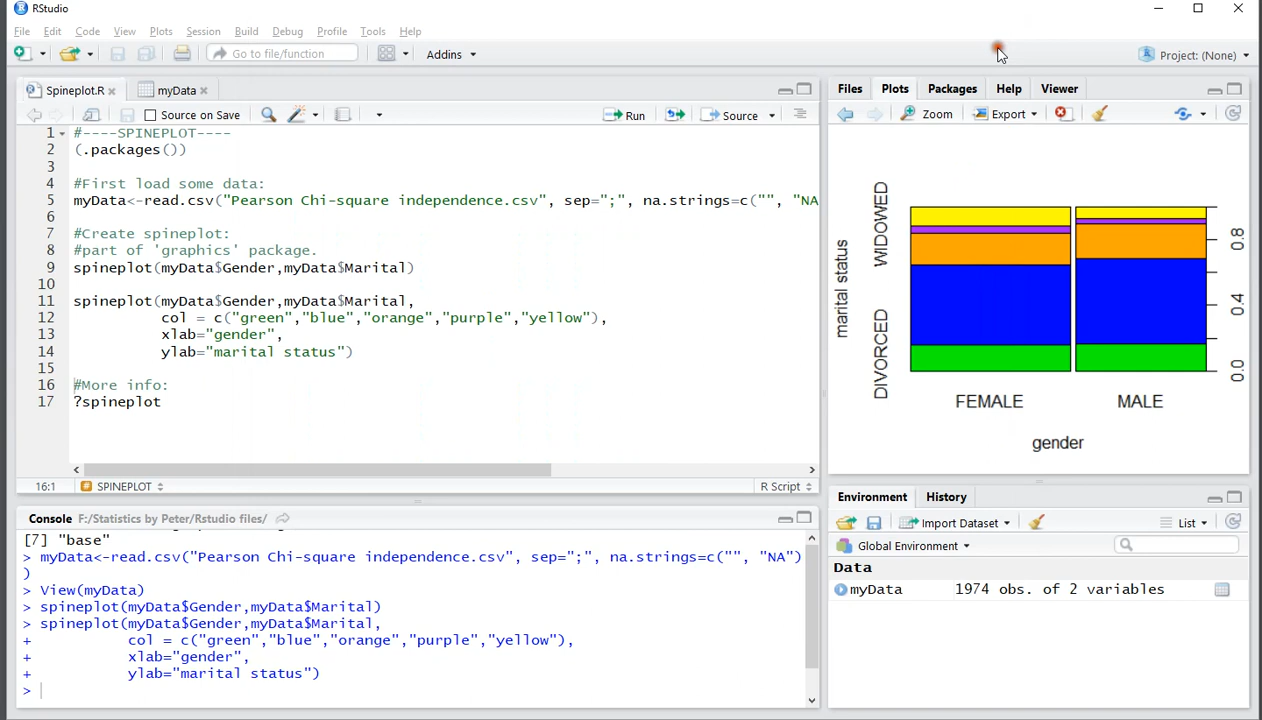 RStudio
File Edit Code View Plots Session Build Debug Profile Tools Help
Go to file/function Addins Project: (None)
Spineplot.R myData
Source on Save Run Source
1 #----SPINEPLOT----
2 (.packages())
3
4 #First load some data:
5 myData<-read.csv("Pearson Chi-square independence.csv", sep=";", na.strings=c("", "NA
6
7 #Create spineplot:
8 #part of 'graphics' package.
9 spineplot(myData$Gender,myData$Marital)
10
11 spineplot(myData$Gender,myData$Marital,
12 col = c("green","blue","orange","purple","yellow"),
13 xlab="gender",
14 ylab="marital status")
15
16 #More info:
17 ?spineplot
16:1 SPINEPLOT R Script
Console F:/Statistics by Peter/Rstudio files/
[7] "base"
> myData<-read.csv("Pearson Chi-square independence.csv", sep=";", na.strings=c("", "NA")
)
> View(myData)
> spineplot(myData$Gender,myData$Marital)
> spineplot(myData$Gender,myData$Marital,
+ col = c("green","blue","orange","purple","yellow"),
+ xlab="gender",
+ ylab="marital status")
>
Files Plots Packages Help Viewer
Zoom Export
marital status
WIDOWED
DIVORCED
0.8
0.4
0.0
FEMALE MALE
gender
Environment History
Import Dataset List
Global Environment
Data
myData 1974 obs. of 2 variables